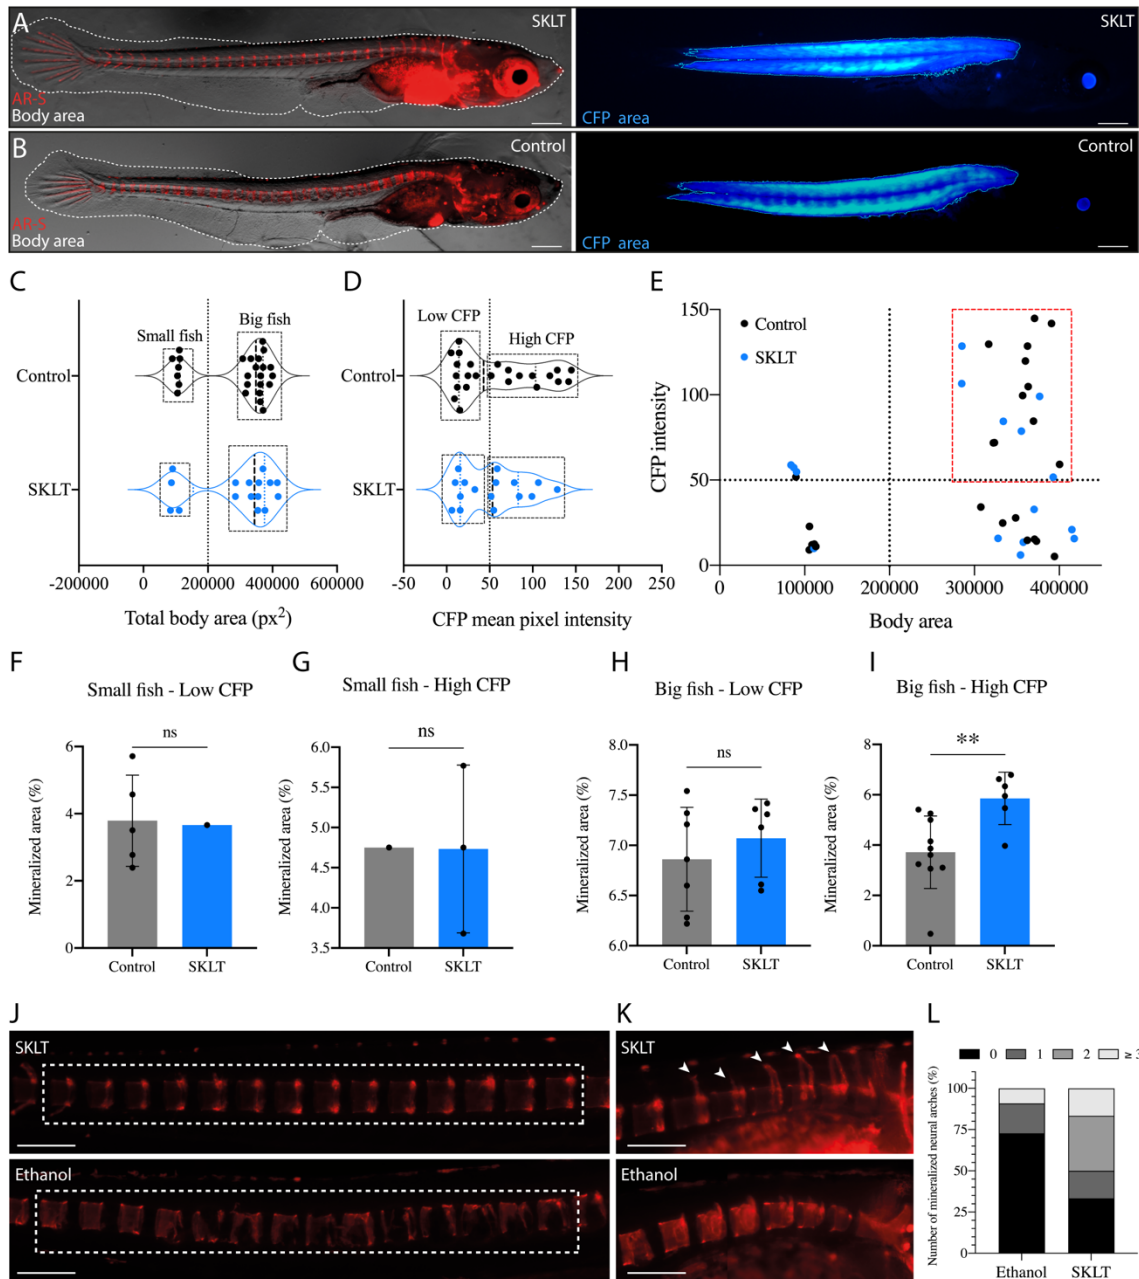 A
SKLT
AR-S
Body area
CFP area
B
Control
AR-S
Body area
CFP area
C
Small fish
Big fish
Control
SKLT
-200000 0 200000 400000 600000
Total body area (px²)
D
Low CFP
High CFP
Control
SKLT
-50 0 50 100 150 200 250
CFP mean pixel intensity
E
CFP intensity
150
100
50
0
Control
SKLT
0 100000 200000 300000 400000
Body area
F
Small fish - Low CFP
Mineralized area (%)
6
4
2
0
ns
Control SKLT
G
Small fish - High CFP
Mineralized area (%)
6.0
5.5
5.0
4.5
4.0
3.5
ns
Control SKLT
H
Big fish - Low CFP
Mineralized area (%)
8.0
7.5
7.0
6.5
6.0
ns
Control SKLT
I
Big fish - High CFP
Mineralized area (%)
8
6
4
2
0
**
Control SKLT
J
SKLT
Ethanol
K
SKLT
Ethanol
L
0 1 2 ≥ 3
Number of mineralized neural arches (%)
100
75
50
25
0
Ethanol SKLT